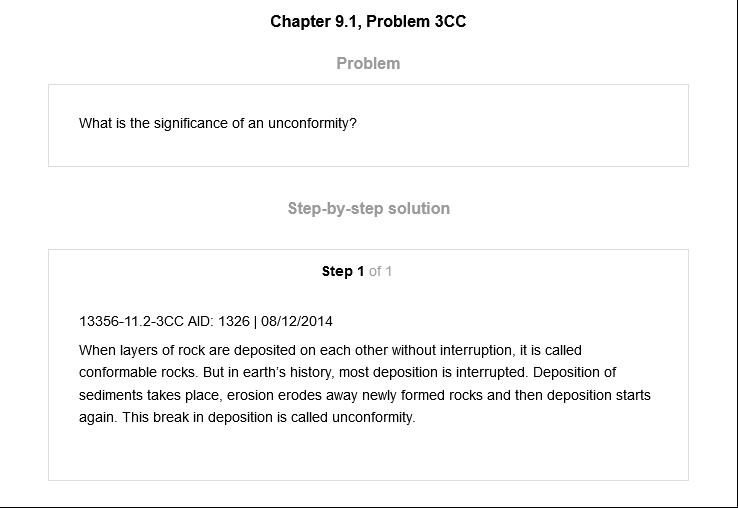 Chapter 9.1, Problem 3CC
Problem
What is the significance of an unconformity?
Step-by-step solution
Step 1 of 1
13356-11.2-3CC AID: 1326 | 08/12/2014
When layers of rock are deposited on each other without interruption, it is called
conformable rocks. But in earth's history, most deposition is interrupted. Deposition of
sediments takes place, erosion erodes away newly formed rocks and then deposition starts
again. This break in deposition is called unconformity.